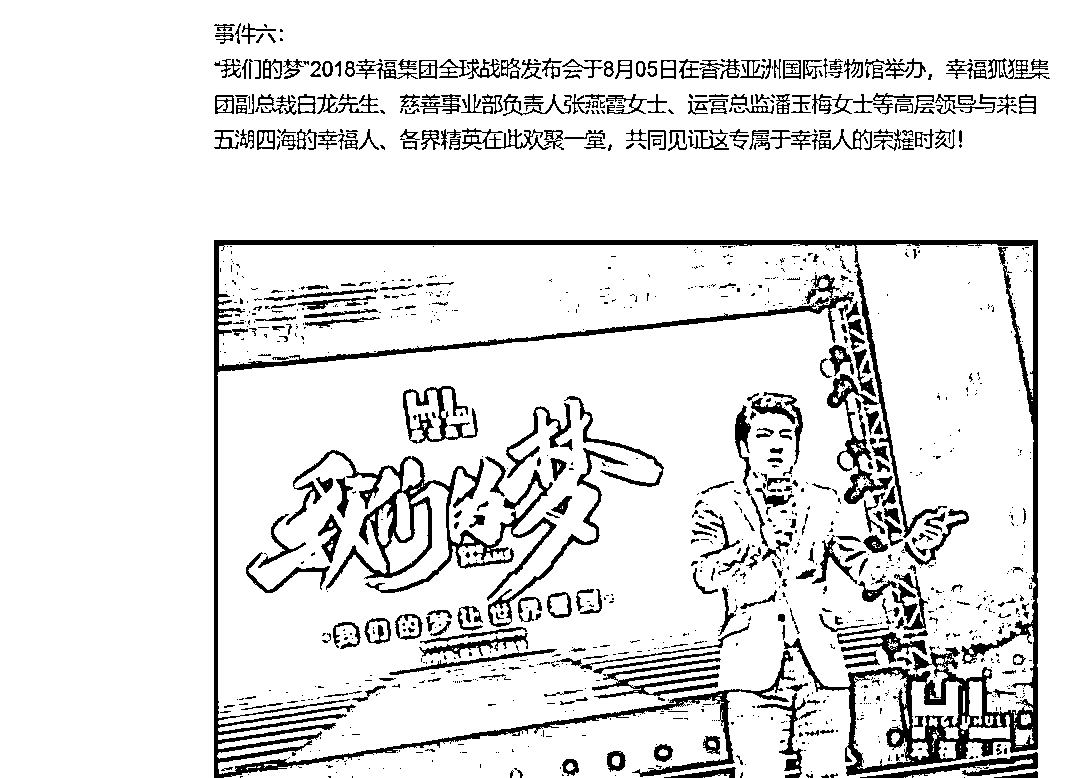 事件六：
“我们的梦”2018幸福集团全球战略发布会于8月05日在香港亚洲国际博物馆举办，幸福狐狸集
团副总裁白龙先生、慈善事业部负责人张燕霞女士、运营总监潘玉梅女士等高层领导与来自
五湖四海的幸福人、各界精英在此欢聚一堂，共同见证这专属于幸福人的荣耀时刻！
HL
我们的梦
我们的梦让世界
HL